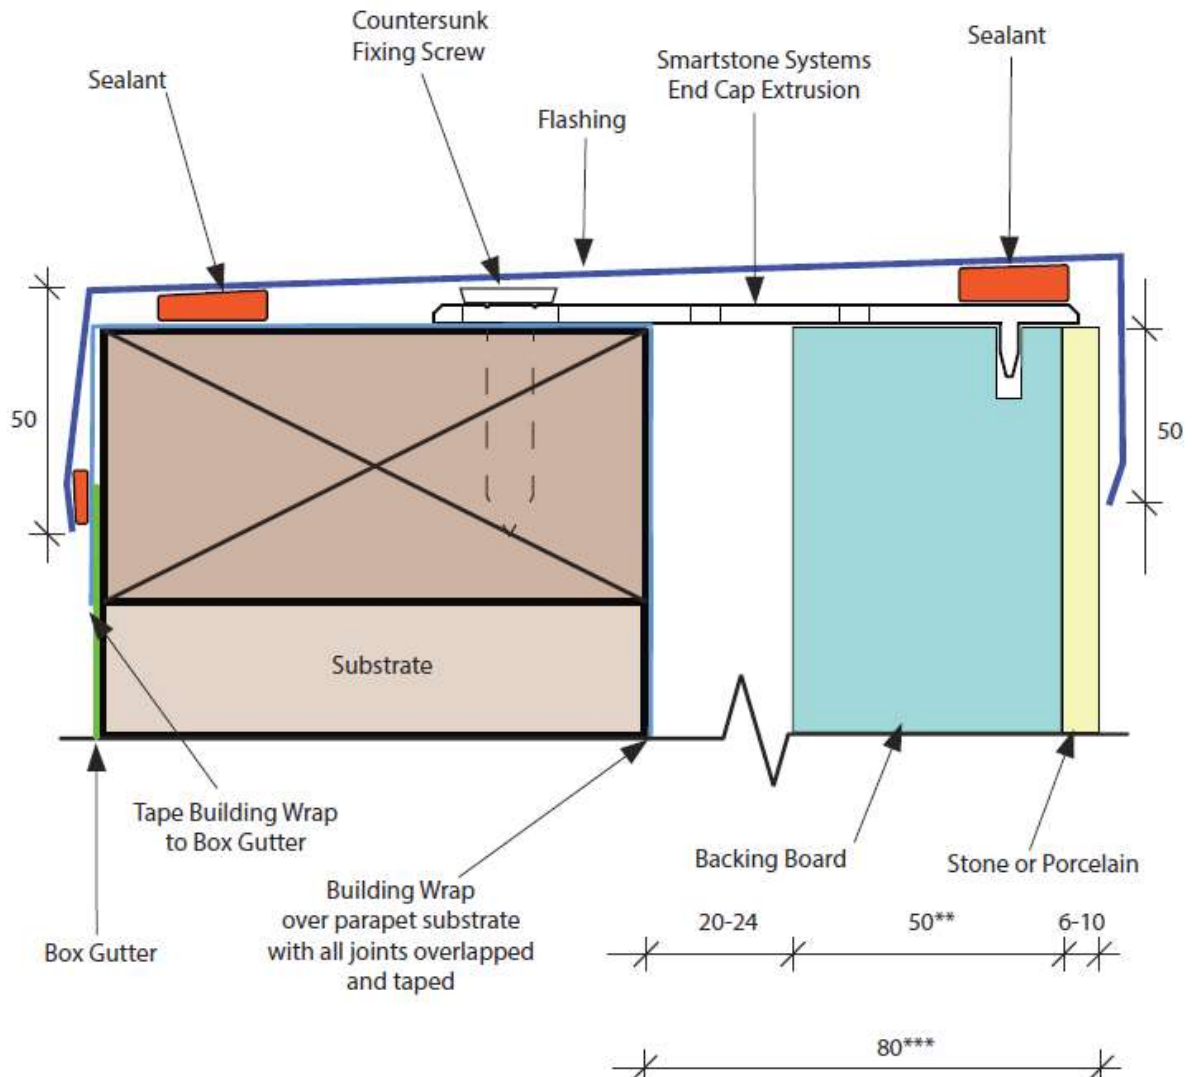 Countersunk
Fixing Screw
Sealant
Smartstone Systems
End Cap Extrusion
Sealant
Flashing
50
50
Substrate
Tape Building Wrap
to Box Gutter
Building Wrap
over parapet substrate
with all joints overlapped
and taped
Box Gutter
Backing Board
Stone or Porcelain
20-24
50**
6-10
80***